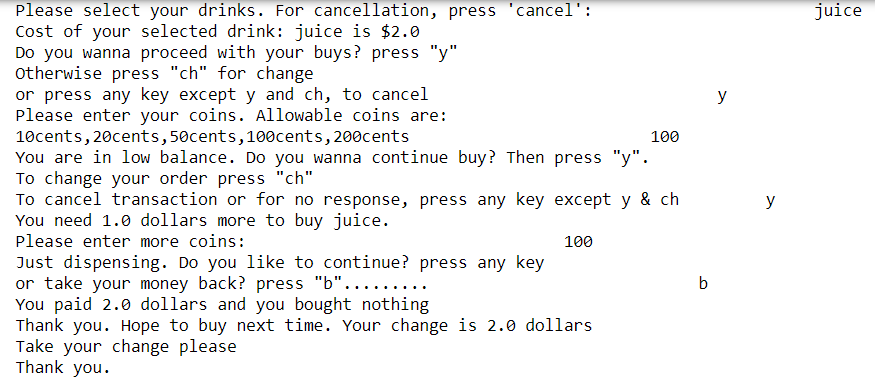 Please select your drinks. For cancellation, press 'cancel': juice
Cost of your selected drink: juice is $2.0
Do you wanna proceed with your buys? press "y"
Otherwise press "ch" for change
or press any key except y and ch, to cancel y
Please enter your coins. Allowable coins are:
10cents,20cents,50cents,100cents,200cents 100
You are in low balance. Do you wanna continue buy? Then press "y".
To change your order press "ch"
To cancel transaction or for no response, press any key except y & ch y
You need 1.0 dollars more to buy juice.
Please enter more coins: 100
Just dispensing. Do you like to continue? press any key
or take your money back? press "b"......... b
You paid 2.0 dollars and you bought nothing
Thank you. Hope to buy next time. Your change is 2.0 dollars
Take your change please
Thank you.